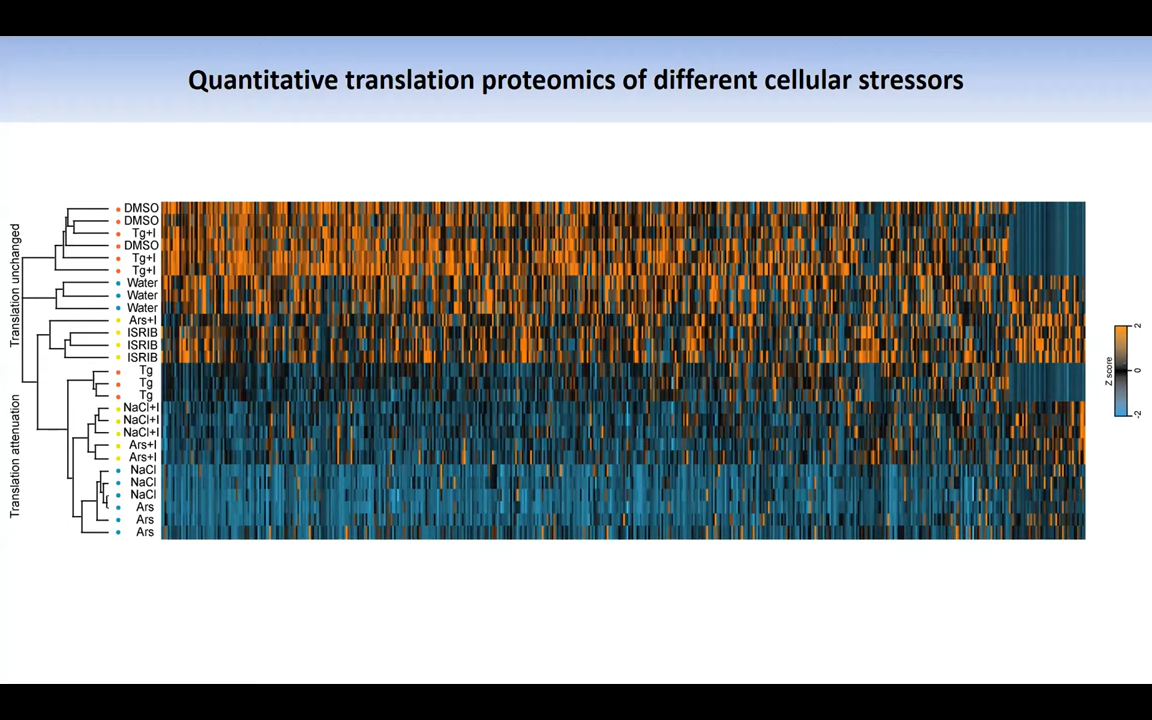 Quantitative translation proteomics of different cellular stressors
Translation unchanged
Translation attenuation
DMSO
DMSO
Tg+I
DMSO
Tg+I
Tg+I
Water
Water
Water
Ars+I
ISRIB
ISRIB
ISRIB
Tg
Tg
Tg
NaCl+I
NaCl+I
NaCl+I
Ars+I
Ars+I
NaCl
NaCl
NaCl
Ars
Ars
Ars
Z score
2
0
-2